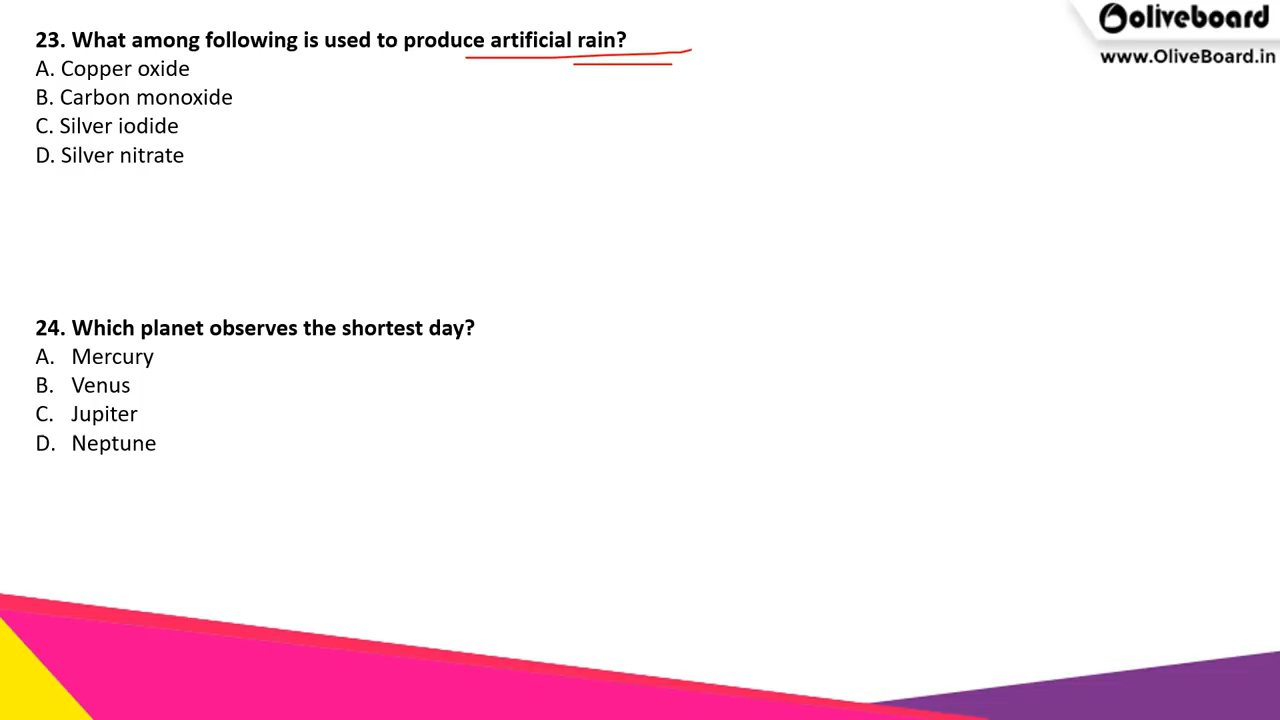 oliveboard
www.OliveBoard.in
23. What among following is used to produce artificial rain?
A. Copper oxide
B. Carbon monoxide
C. Silver iodide
D. Silver nitrate
24. Which planet observes the shortest day?
A. Mercury
B. Venus
C. Jupiter
D. Neptune